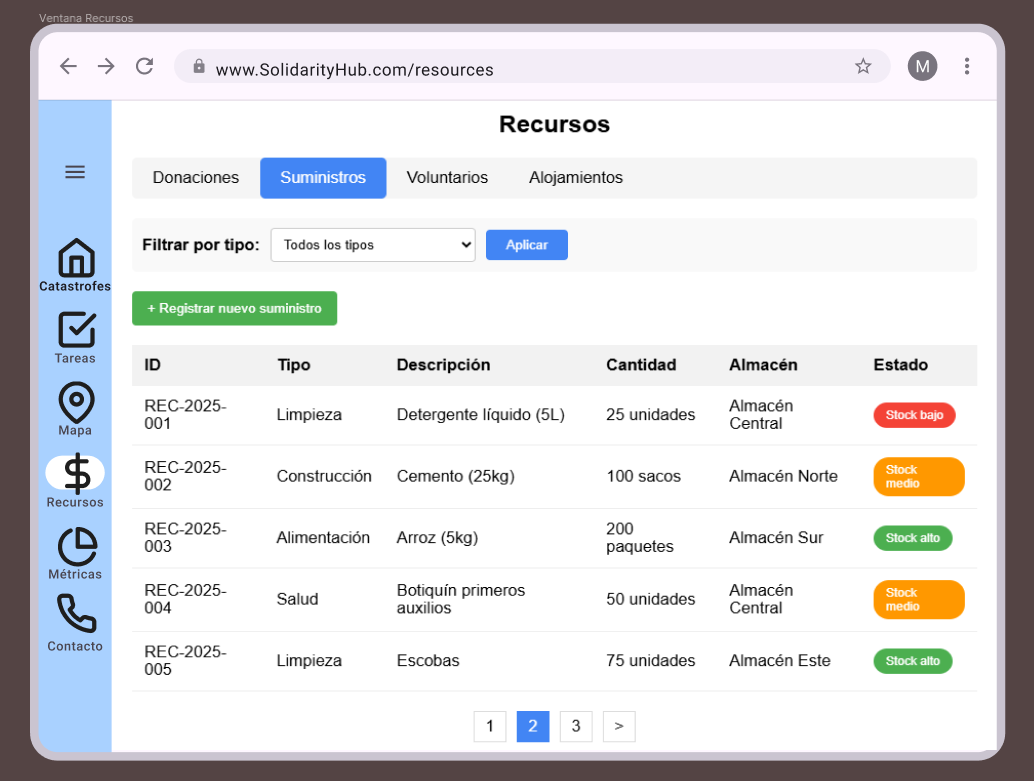 Ventana Recursos
www.SolidarityHub.com/resources
M
Recursos
Donaciones Suministros Voluntarios Alojamientos
Filtrar por tipo: Todos los tipos Aplicar
+ Registrar nuevo suministro
Catastrofes
Tareas
Mapa
Recursos
Métricas
Contacto
ID Tipo Descripción Cantidad Almacén Estado
REC-2025-
001
Limpieza
Detergente líquido (5L)
25 unidades
Almacén
Central
Stock bajo
REC-2025-
002
Construcción
Cemento (25kg)
100 sacos
Almacén Norte
Stock
medio
REC-2025-
003
Alimentación
Arroz (5kg)
200
paquetes
Almacén Sur
Stock alto
REC-2025-
004
Salud
Botiquín primeros
auxilios
50 unidades
Almacén
Central
Stock
medio
REC-2025-
005
Limpieza
Escobas
75 unidades
Almacén Este
Stock alto
1 2 3 >